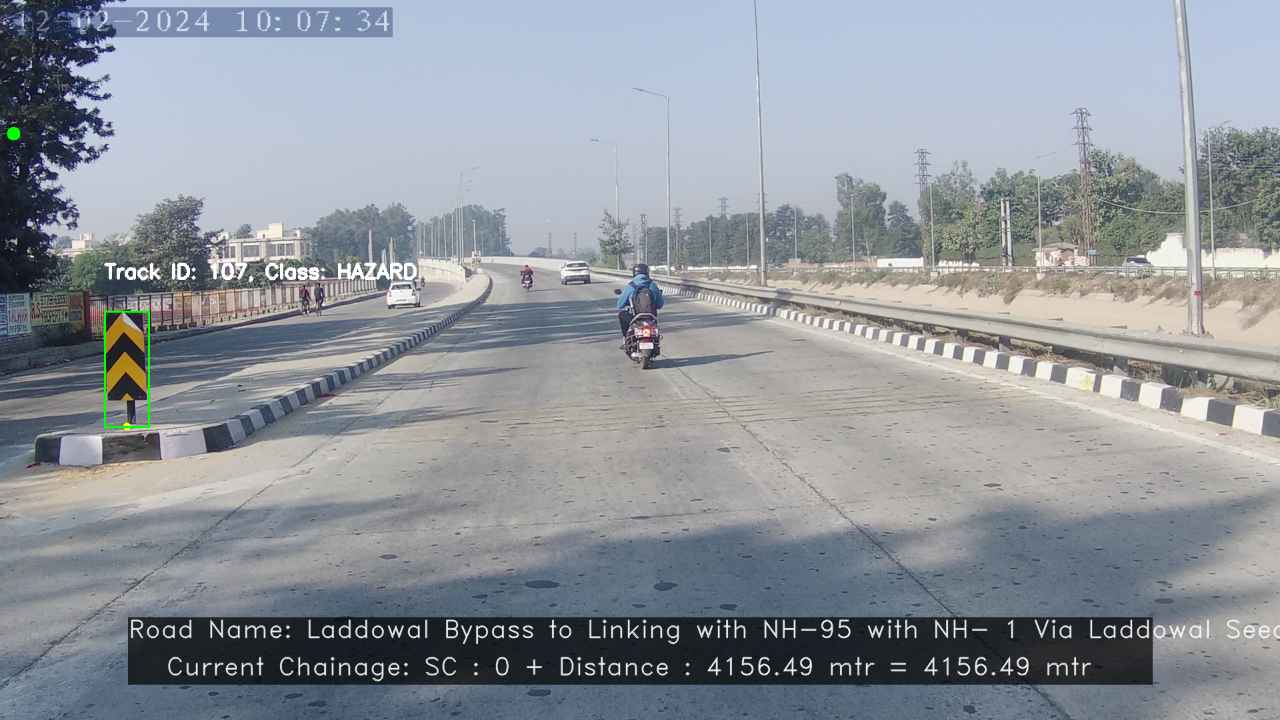 12-02-2024 10:07:34
Track ID: 107, Class: HAZARD
Road Name: Laddowal Bypass to Linking with NH-95 with NH- 1 Via Laddowal Seed
Current Chainage: SC : 0 + Distance : 4156.49 mtr = 4156.49 mtr